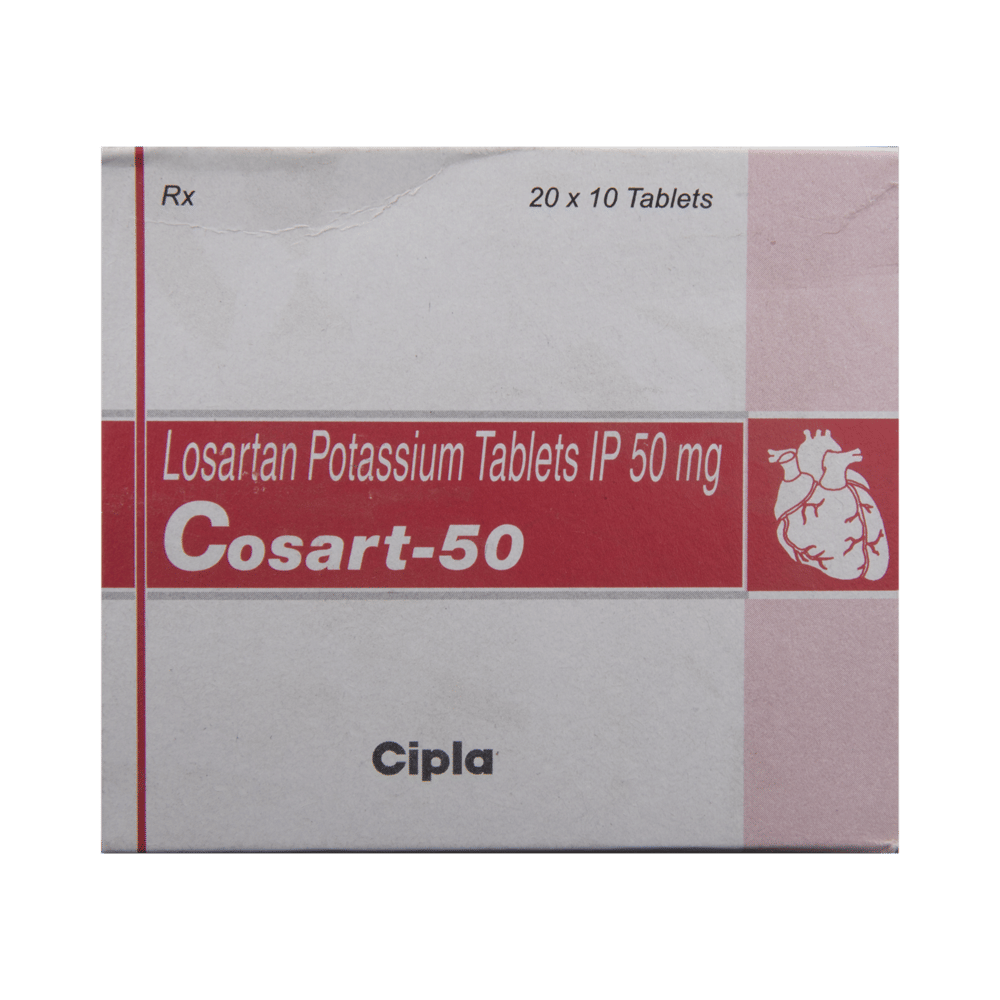 Rx
20 x 10 Tablets
Losartan Potassium Tablets IP 50 mg
Cosart-50
Cipla